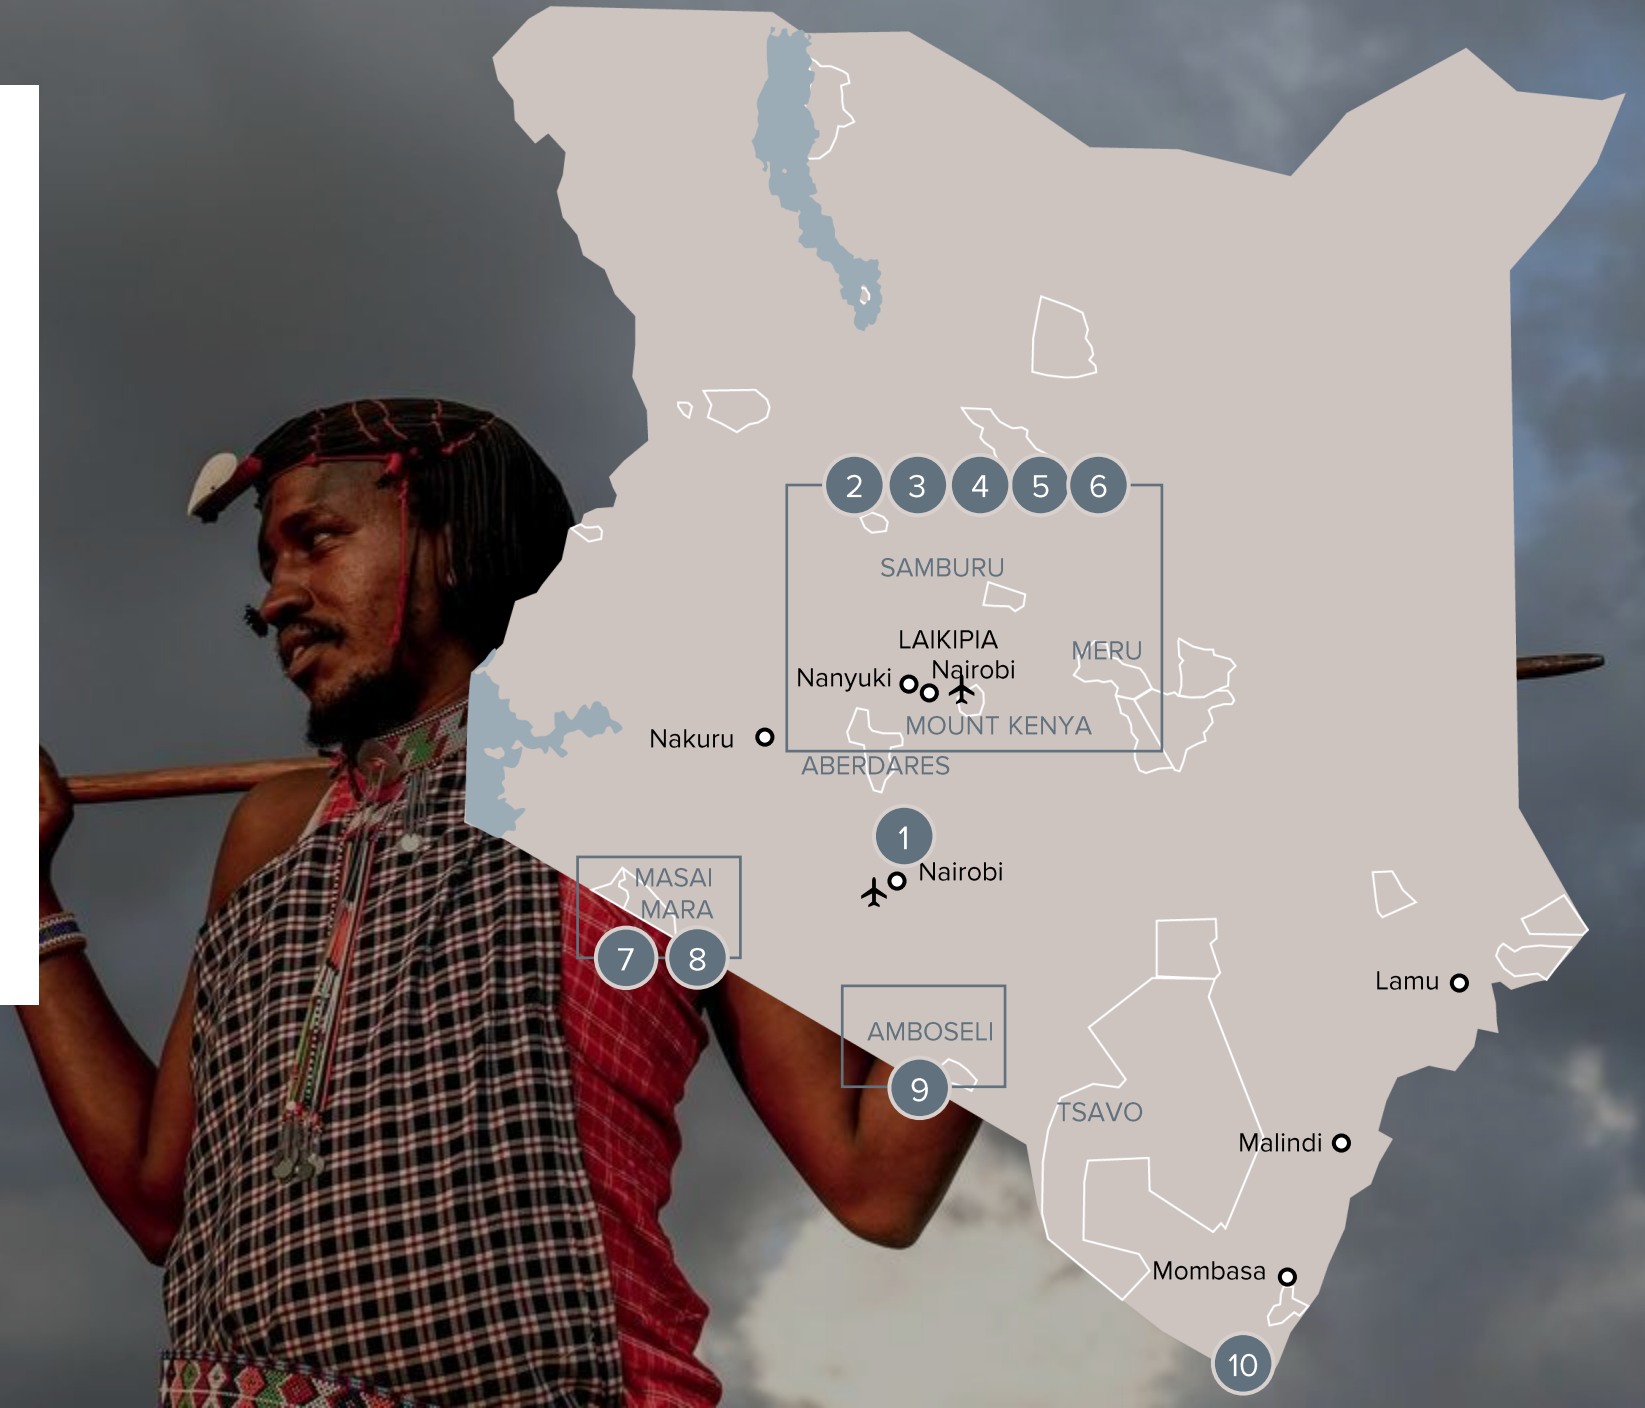 2 3 4 5 6
SAMBURU
LAIKIPIA
MERU
Nairobi
Nanyuki
MOUNT KENYA
Nakuru
ABERDARES
1
Nairobi
MASAI
MARA
7 8
Lamu
AMBOSELI
9
TSAVO
Malindi
Mombasa
10